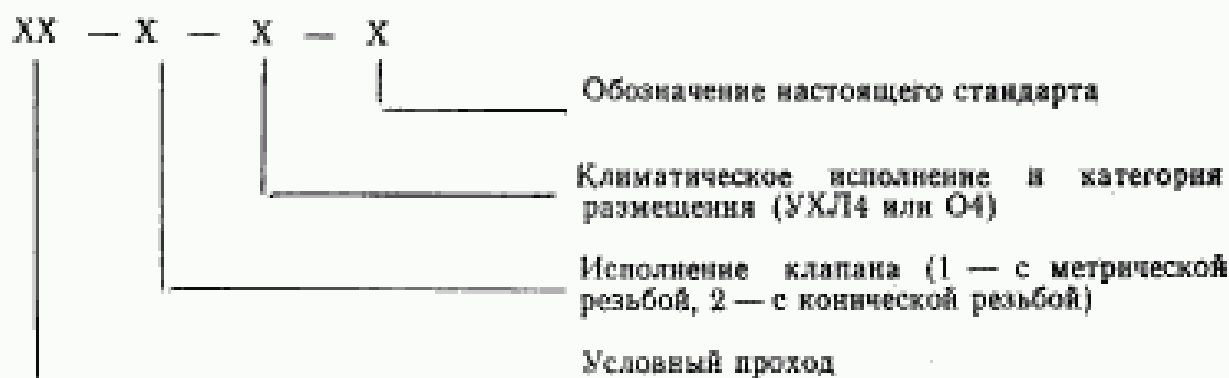 XX — X — X — X
Обозначение настоящего стандарта
Климатическое исполнение и категория
размещения (УХЛ4 или О4)
Исполнение клапана (1 — с метрической
резьбой, 2 — с конической резьбой)
Условный проход